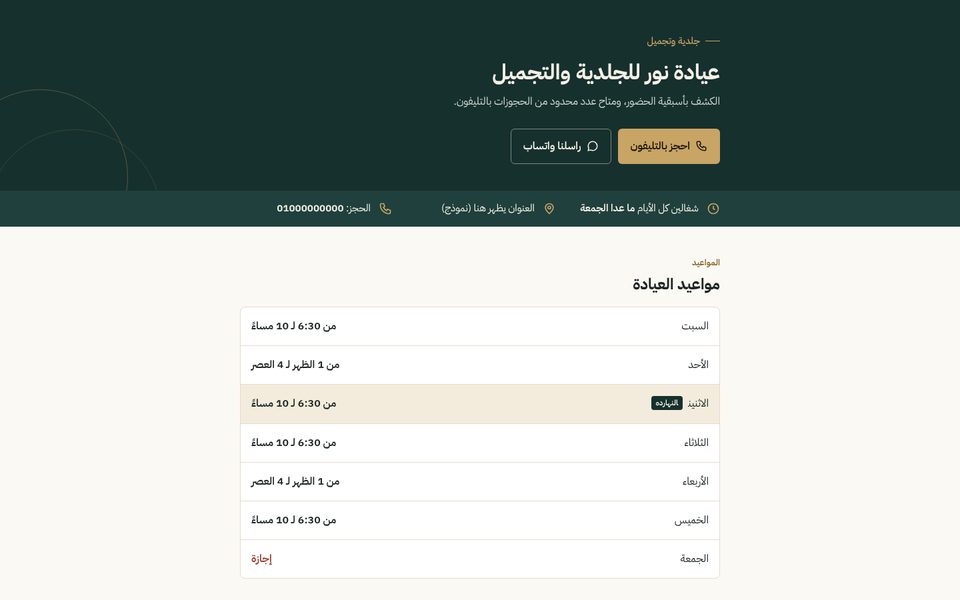 جلدية وتجميل
عيادة نور للجلدية والتجميل
الكشف بأسبقية الحضور، ومتاح عدد محدود من الحجوزات بالتليفون.
احجز بالتليفون
راسلنا واتساب
شغالين كل الأيام ما عدا الجمعة
العنوان يظهر هنا (نموذج)
الحجز: 01000000000
المواعيد
مواعيد العيادة
السبت من 6:30 لـ 10 مساءً
الأحد من 1 الظهر لـ 4 العصر
الاثنين النهارده من 6:30 لـ 10 مساءً
الثلاثاء من 6:30 لـ 10 مساءً
الأربعاء من 1 الظهر لـ 4 العصر
الخميس من 6:30 لـ 10 مساءً
الجمعة إجازة